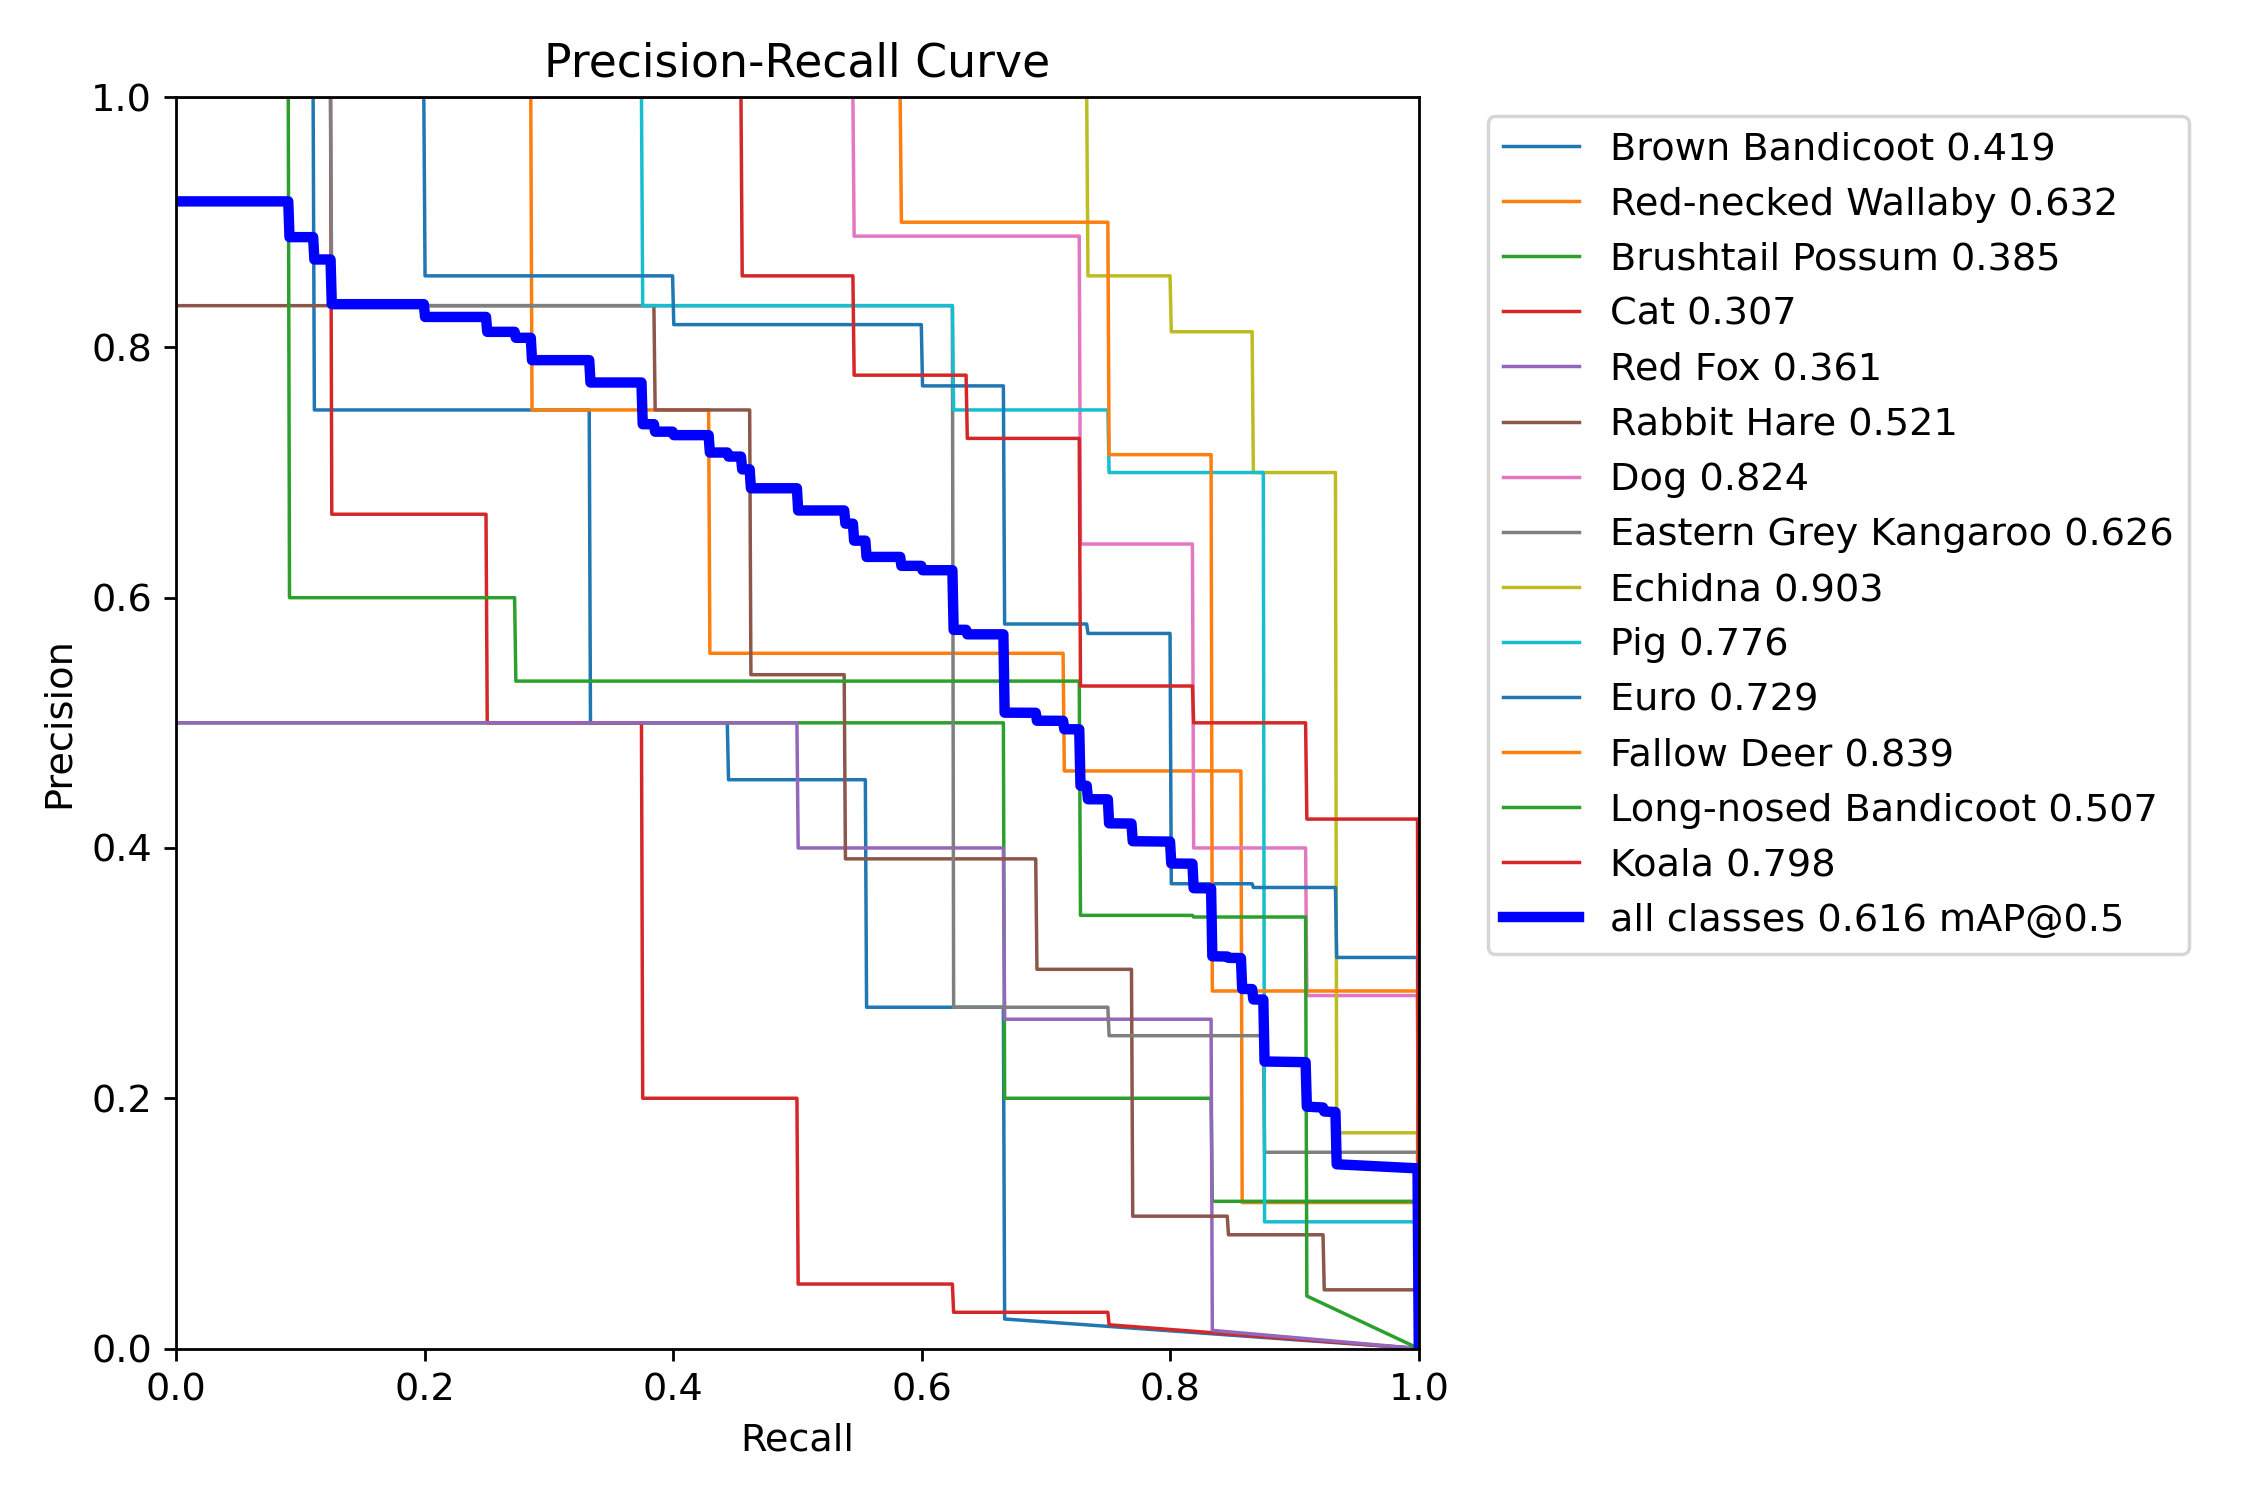 Precision-Recall Curve
1.0
0.8
0.6
0.4
0.2
0.0
Precision
0.0 0.2 0.4 0.6 0.8 1.0
Recall
Brown Bandicoot 0.419
Red-necked Wallaby 0.632
Brushtail Possum 0.385
Cat 0.307
Red Fox 0.361
Rabbit Hare 0.521
Dog 0.824
Eastern Grey Kangaroo 0.626
Echidna 0.903
Pig 0.776
Euro 0.729
Fallow Deer 0.839
Long-nosed Bandicoot 0.507
Koala 0.798
all classes 0.616 mAP@0.5